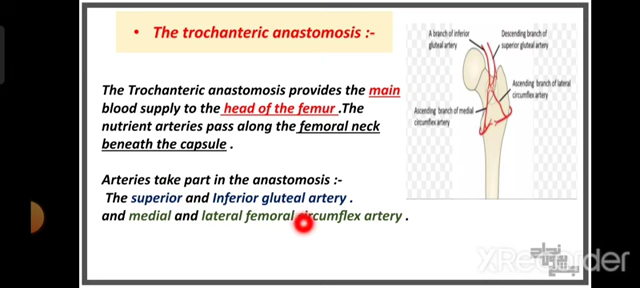 • The trochanteric anastomosis :-
The Trochanteric anastomosis provides the main
blood supply to the head of the femur .The
nutrient arteries pass along the femoral neck
beneath the capsule .
Arteries take part in the anastomosis :-
The superior and Inferior gluteal artery .
and medial and lateral femoral circumflex artery .
A branch of inferior
gluteal artery
Descending branch of
superior gluteal artery
Ascending branch of lateral
circumflex artery
Ascending branch of medial
circumflex artery
XRecorder